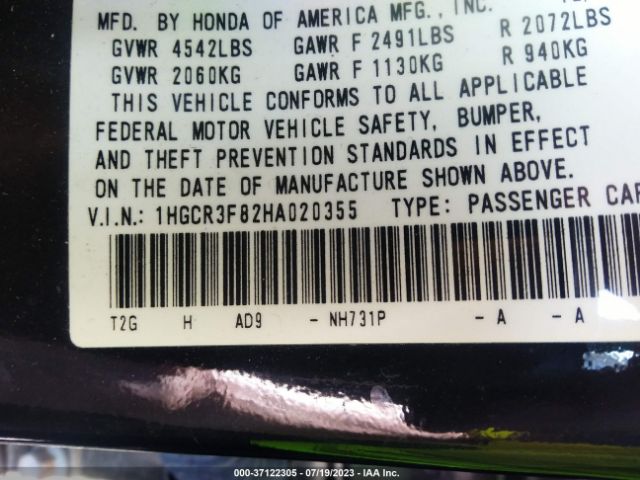 MFD. BY HONDA OF AMERICA MFG., INC.
GVWR 4542LBS GAWR F 2491LBS R 2072LBS
GVWR 2060KG GAWR F 1130KG R 940KG
THIS VEHICLE CONFORMS TO ALL APPLICABLE
FEDERAL MOTOR VEHICLE SAFETY, BUMPER,
AND THEFT PREVENTION STANDARDS IN EFFECT
ON THE DATE OF MANUFACTURE SHOWN ABOVE.
V.I.N.: 1HGCR3F82HA020355 TYPE: PASSENGER CAR
T2G H AD9 - NH731P - A - A
000-37122305 - 07/19/2023 - IAA Inc.